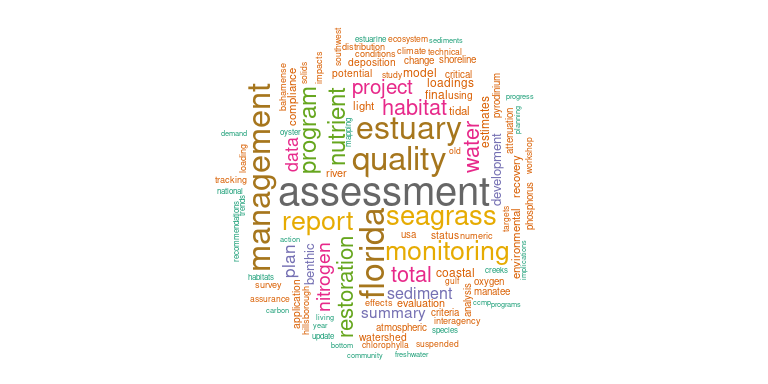 southwest
estuarine ecosystem sediments
distribution
conditions climate technical
deposition change shoreline
bahamense
compliance
solids
impacts
potential study model critical
project loadings
progress
program
nutrient
light habitat finalusing
tidal
pyrodinium
planning
demand
oyster
mapping
estuary
water
estimates
attenuation
workshop
data
quality
old
development
recovery
loading
tracking
management
river
national
trends
recommendations
assessment
phosphorus
report
florida
seagrass
targets
environmental
usa status numeric
action
plan
benthic
restoration
monitoring
implications
habitats
survey
nitrogen
total coastal creeks
gulf oxygen
assurance
application
hillsborough
sediment
analysis
manatee
carbon
effects evaluation ccmp programs
living
summary criteria
year
interagency
atmospheric species
update
watershed
bottom chlorophylla suspended
community freshwater